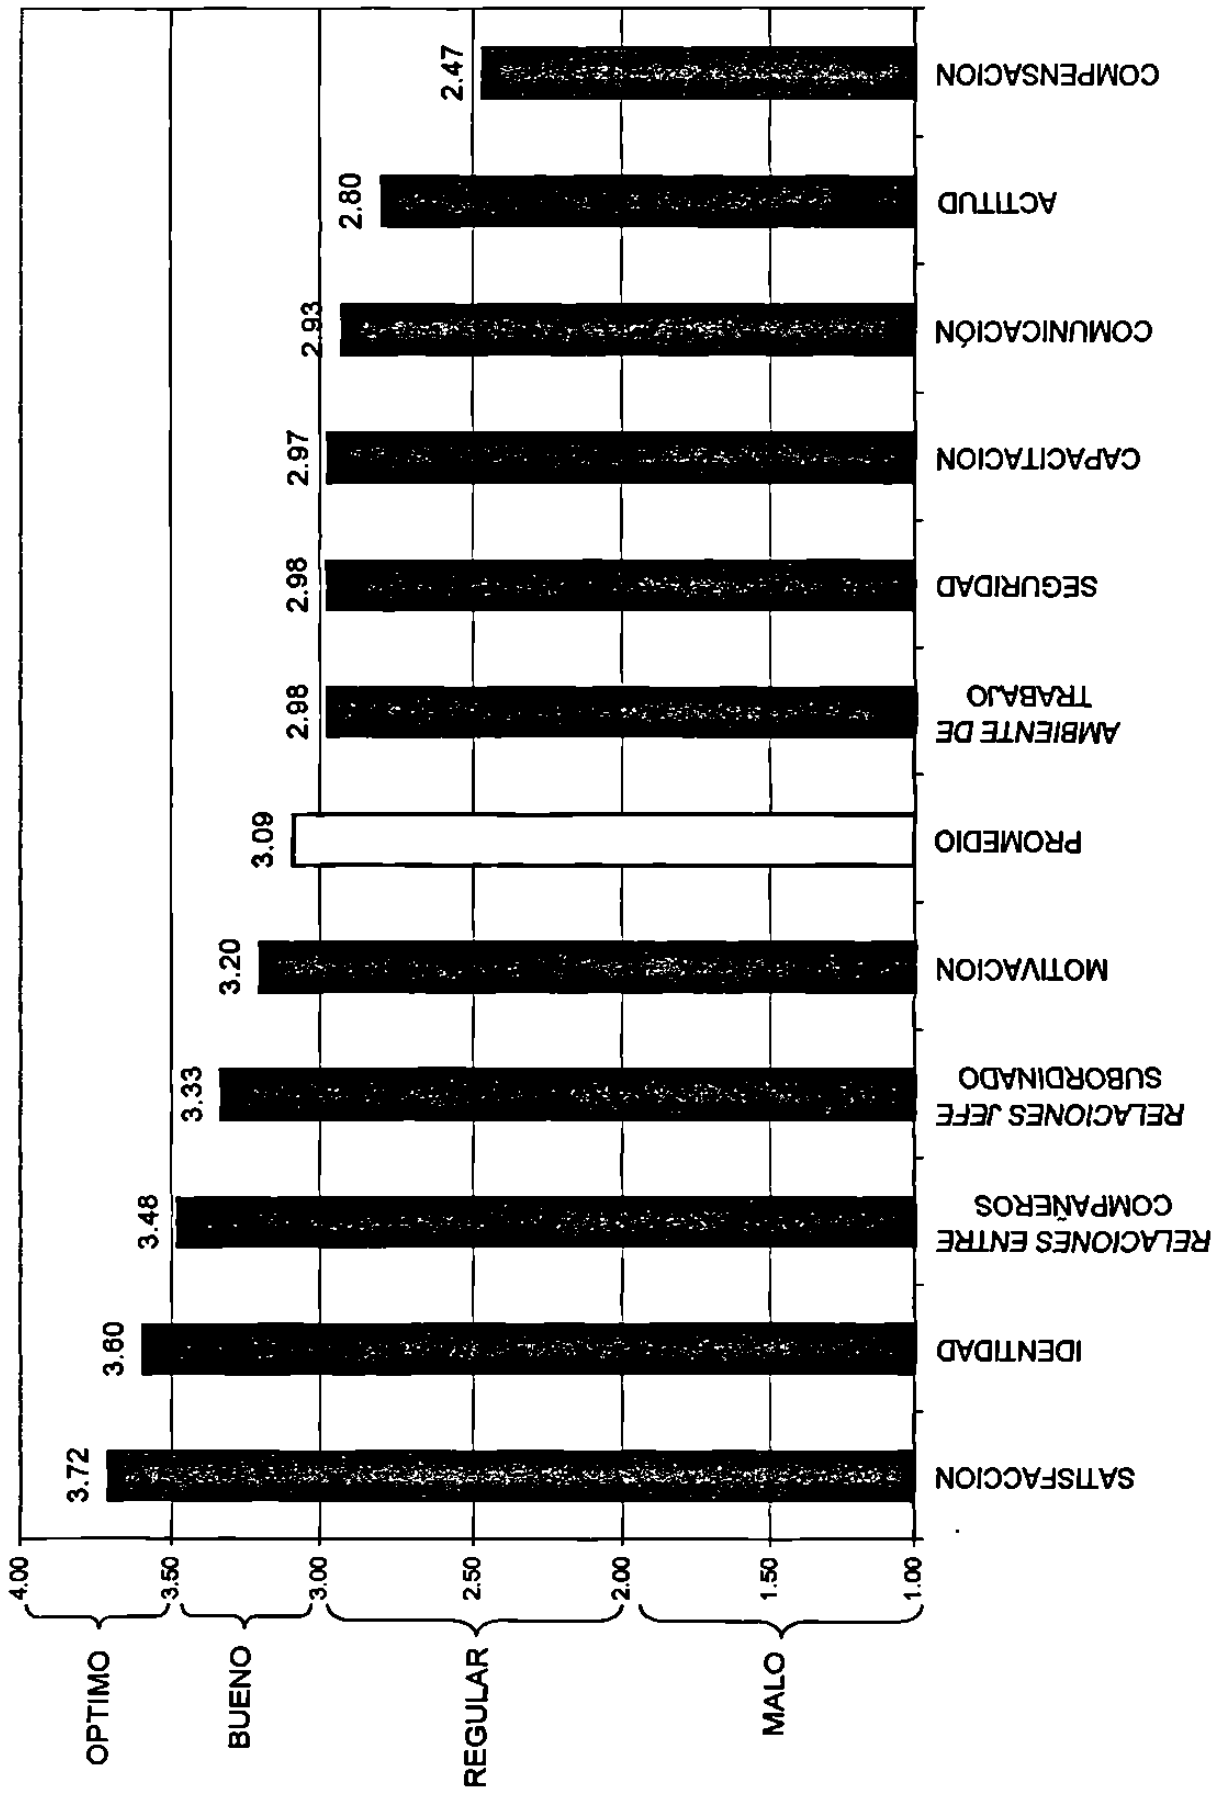 OPTIMO
BUENO
REGULAR
MALO
4.00
3.50
3.00
2.50
2.00
1.50
1.00
3.72
3.60
3.48
3.33
3.20
3.09
2.98
2.98
2.97
2.93
2.80
2.47
SATISFACCION
IDENTIDAD
RELACIONES ENTRE
COMPAÑEROS
RELACIONES JEFE
SUBORDINADO
MOTIVACION
PROMEDIO
AMBIENTE DE
TRABAJO
SEGURIDAD
CAPACITACION
COMUNICACIÓN
ACTITUD
COMPENSACION